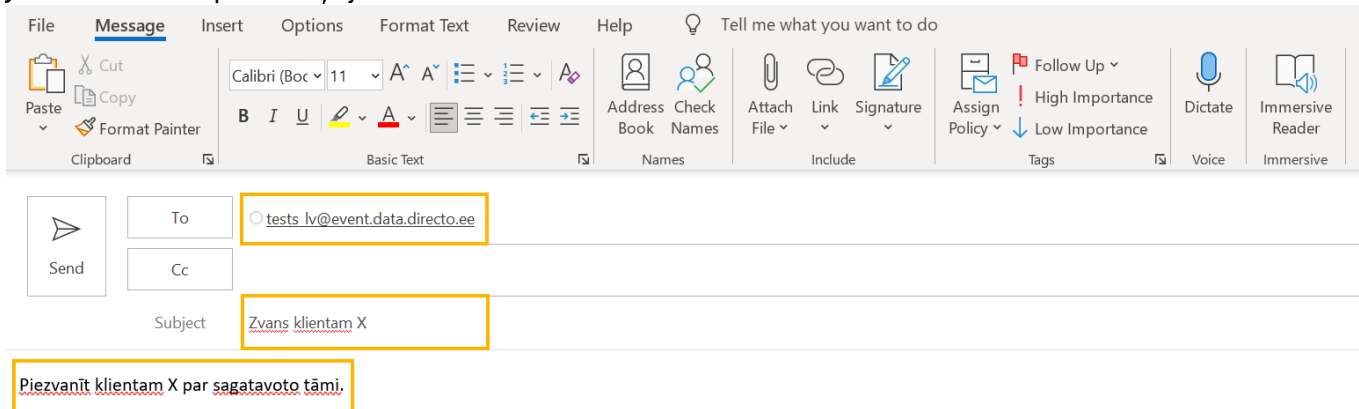 File Message Insert Options Format Text Review Help Tell me what you want to do
Paste
Cut
Copy
Format Painter
Clipboard
Calibri (Boc 11
B I U
Basic Text
Address Book
Check Names
Names
Attach File
Link
Signature
Include
Assign Policy
Follow Up
High Importance
Low Importance
Tags
Dictate
Voice
Immersive Reader
Immersive
Send
To
tests_lv@event.data.directo.ee
Cc
Subject
Zvans klientam X
Piezvanīt klientam X par sagatavoto tāmi.